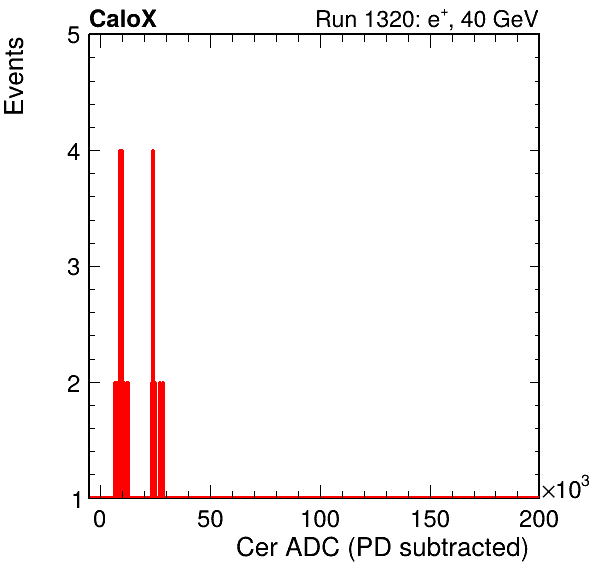 CaloX Run 1320: e+, 40 GeV
Events
5
4
3
2
1
0 50 100 150 200
×10³
Cer ADC (PD subtracted)